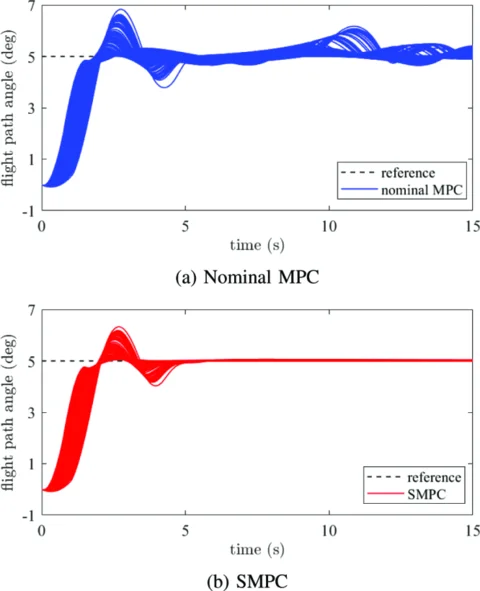 7
5
3
1
-1
flight path angle (deg)
reference
nominal MPC
0
5
10
15
time (s)
(a) Nominal MPC
7
5
3
1
-1
flight path angle (deg)
reference
SMPC
0
5
10
15
time (s)
(b) SMPC